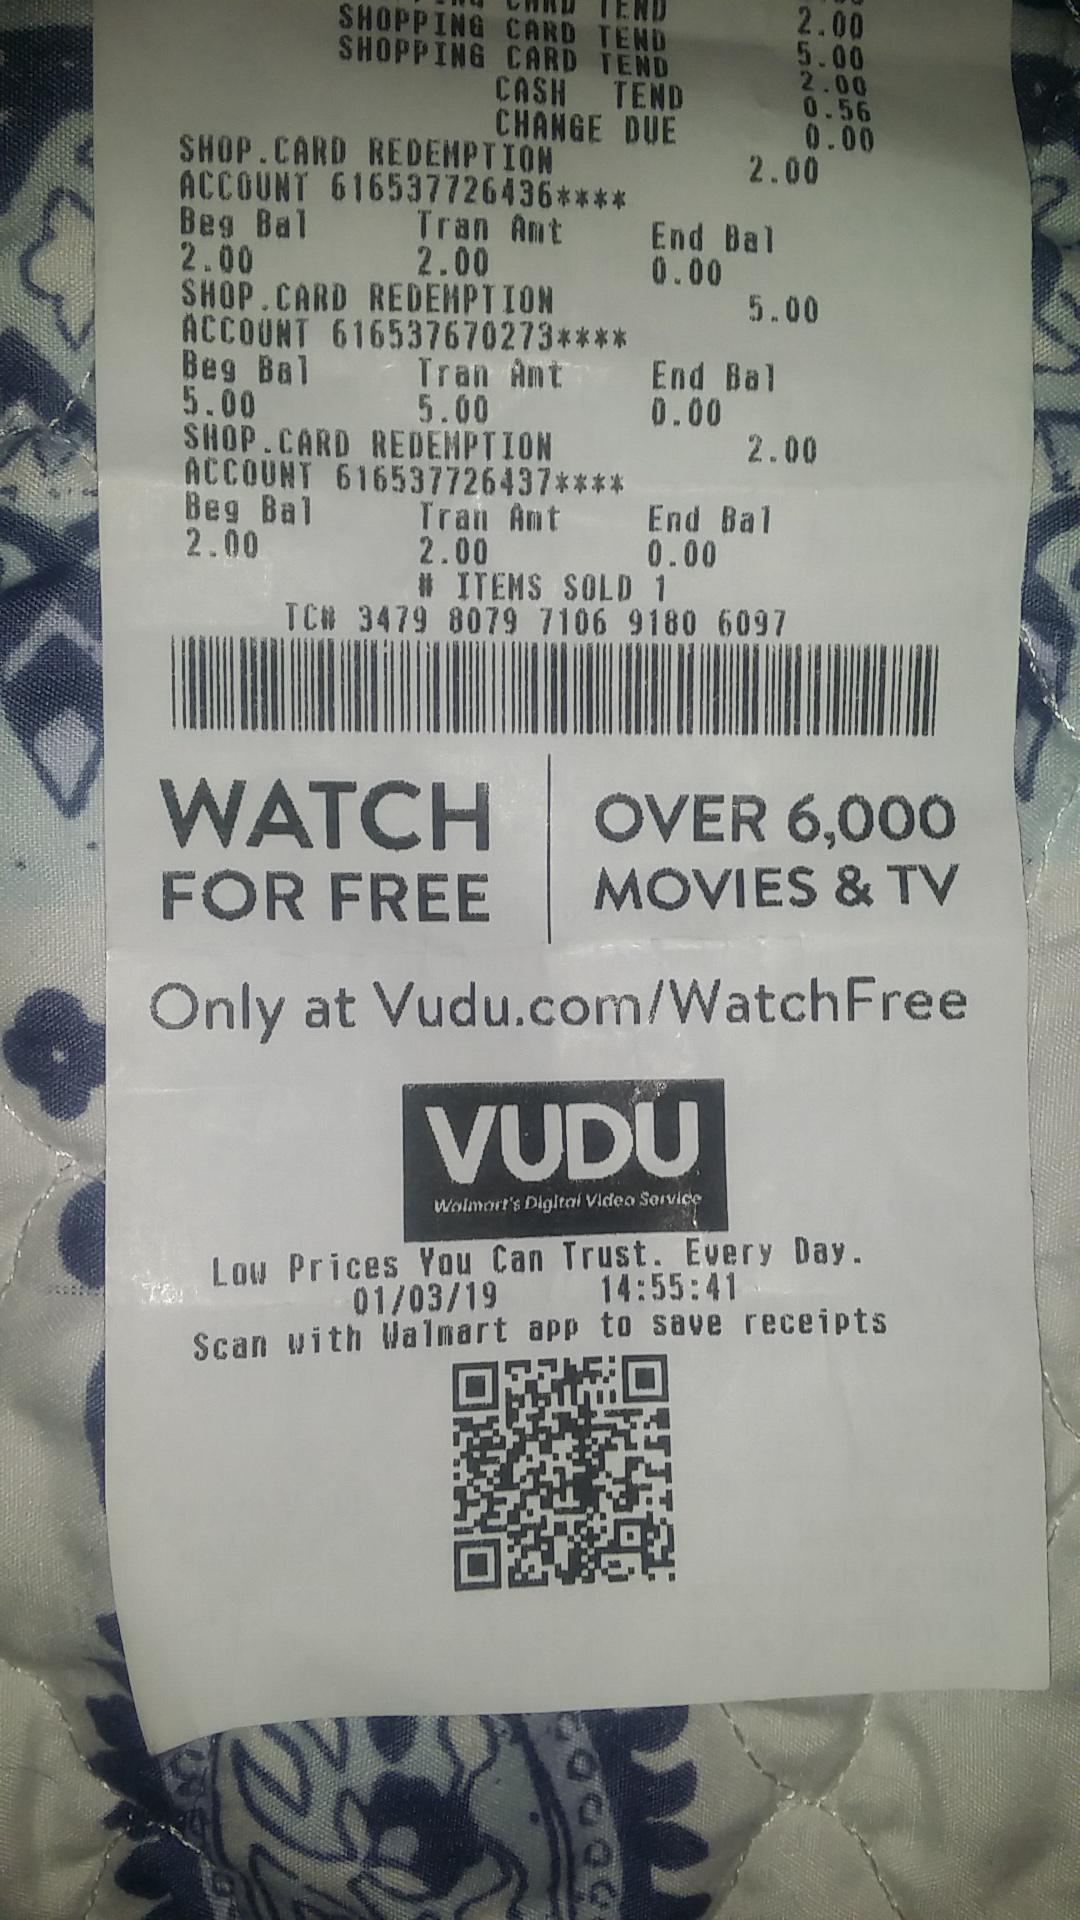 CARD TEND
SHOPPING CARD TEND 2.00
SHOPPING CARD TEND 5.00
2.00
CASH TEND 0.56
CHANGE DUE 0.00
SHOP.CARD REDEMPTION 2.00
ACCOUNT 616537726436****
Beg Bal Tran Amt End Bal
2.00 2.00 0.00
SHOP.CARD REDEMPTION 5.00
ACCOUNT 616537670273****
Beg Bal Tran Amt End Bal
5.00 5.00 0.00
SHOP.CARD REDEMPTION 2.00
ACCOUNT 616537726437****
Beg Bal Tran Amt End Bal
2.00 2.00 0.00
# ITEMS SOLD 1
TC# 3479 8079 7106 9180 6097
WATCH FOR FREE
OVER 6,000 MOVIES & TV
Only at Vudu.com/WatchFree
VUDU
Walmart's Digital Video Service
Low Prices You Can Trust. Every Day.
01/03/19 14:55:41
Scan with Walmart app to save receipts